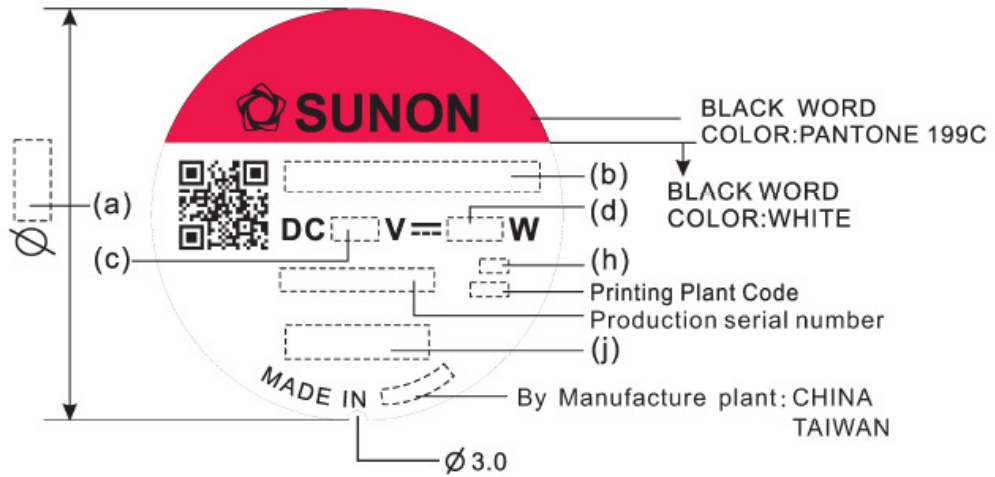 SUNON
BLACK WORD
COLOR:PANTONE 199C
BLACK WORD
COLOR:WHITE
(a)
(b)
DC V⎓ W
(d)
(c)
(h)
Printing Plant Code
Production serial number
(j)
MADE IN
By Manufacture plant: CHINA
TAIWAN
Ø
Ø 3.0